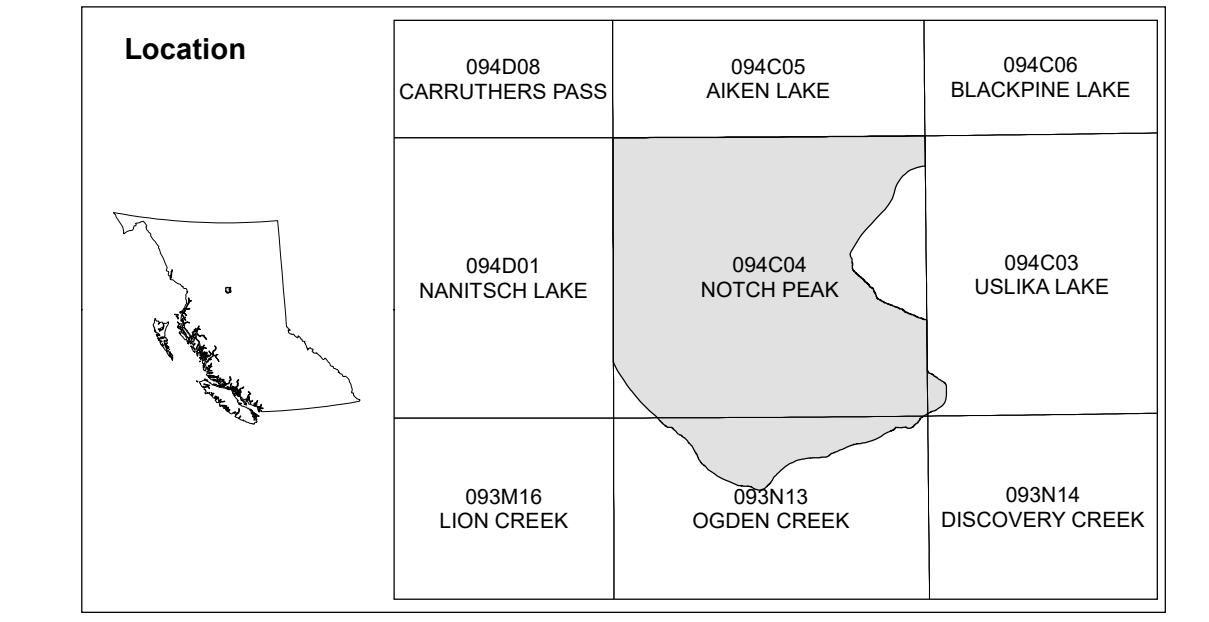 Location
094D08
CARRUTHERS PASS
094C05
AIKEN LAKE
094C06
BLACKPINE LAKE
094D01
NANITSCH LAKE
094C04
NOTCH PEAK
094C03
USLIKA LAKE
093M16
LION CREEK
093N13
OGDEN CREEK
093N14
DISCOVERY CREEK